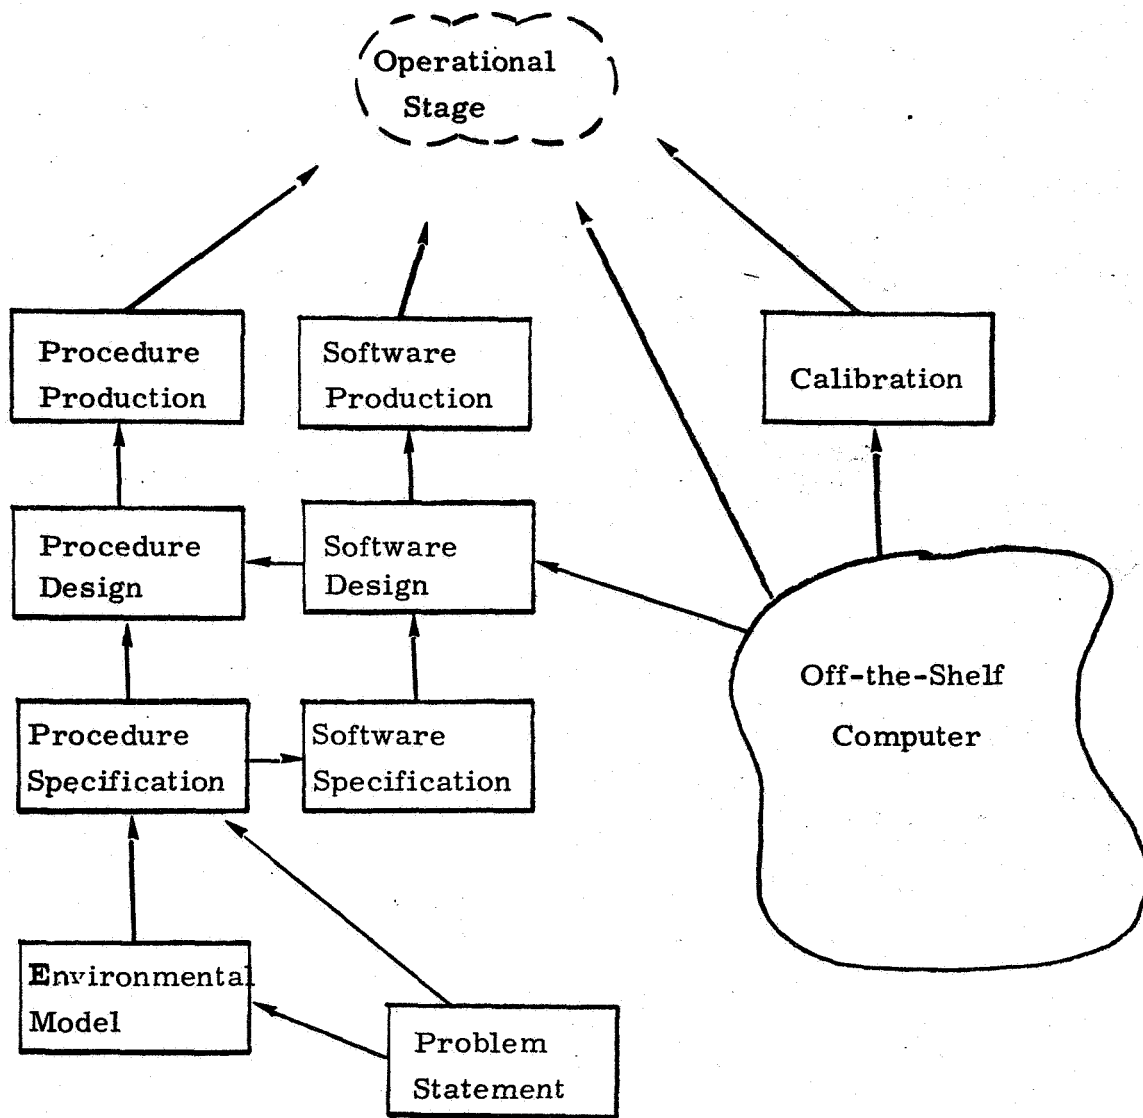 Operational
Stage
Procedure
Production
Software
Production
Calibration
Procedure
Design
Software
Design
Off-the-Shelf
Computer
Procedure
Specification
Software
Specification
Environmental
Model
Problem
Statement